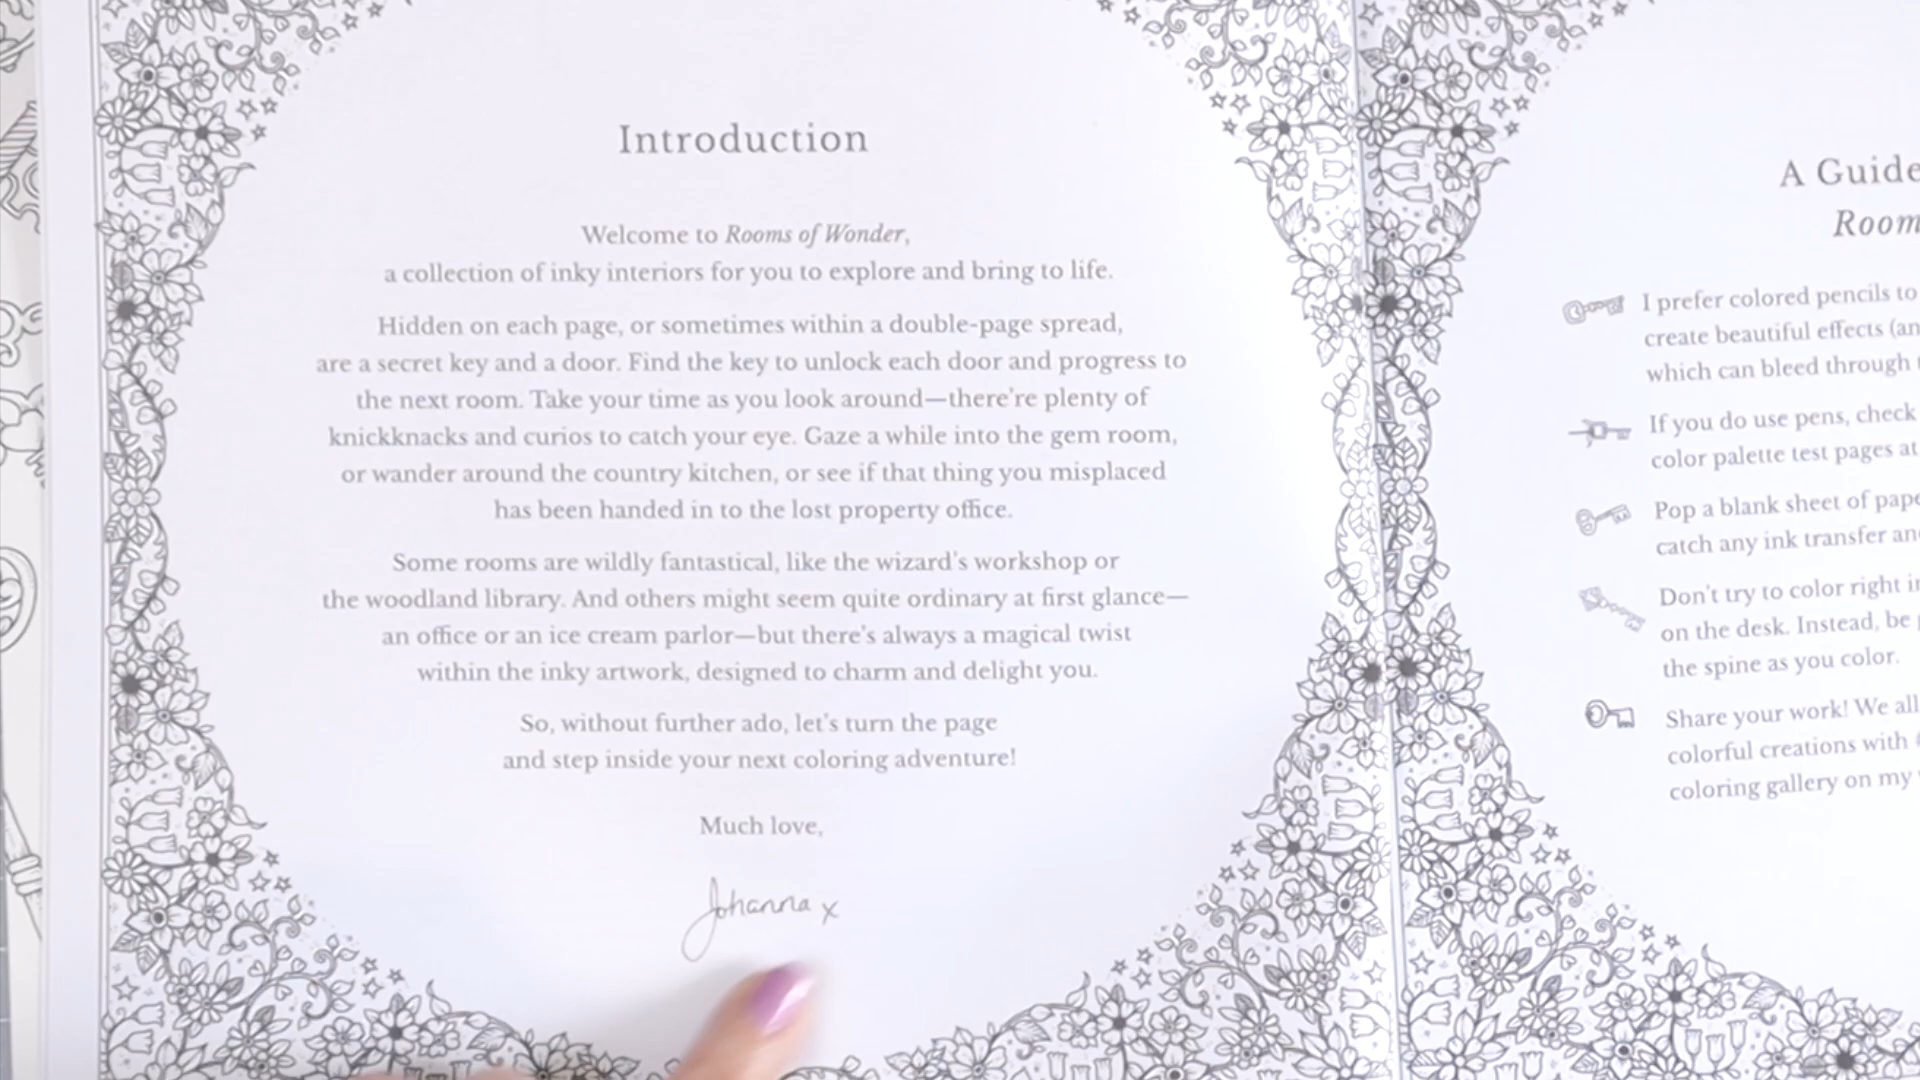 Introduction
Welcome to Rooms of Wonder,
a collection of inky interiors for you to explore and bring to life.
Hidden on each page, or sometimes within a double-page spread,
are a secret key and a door. Find the key to unlock each door and progress to
the next room. Take your time as you look around—there're plenty of
knickknacks and curios to catch your eye. Gaze a while into the gem room,
or wander around the country kitchen, or see if that thing you misplaced
has been handed in to the lost property office.
Some rooms are wildly fantastical, like the wizard's workshop or
the woodland library. And others might seem quite ordinary at first glance—
an office or an ice cream parlor—but there's always a magical twist
within the inky artwork, designed to charm and delight you.
So, without further ado, let's turn the page
and step inside your next coloring adventure!
Much love,
Johanna x
A Guide
Room
I prefer colored pencils to
create beautiful effects (an
which can bleed through
If you do use pens, check
color palette test pages at
Pop a blank sheet of pape
catch any ink transfer an
Don't try to color right in
on the desk. Instead, be
the spine as you color.
Share your work! We all
colorful creations with
coloring gallery on my